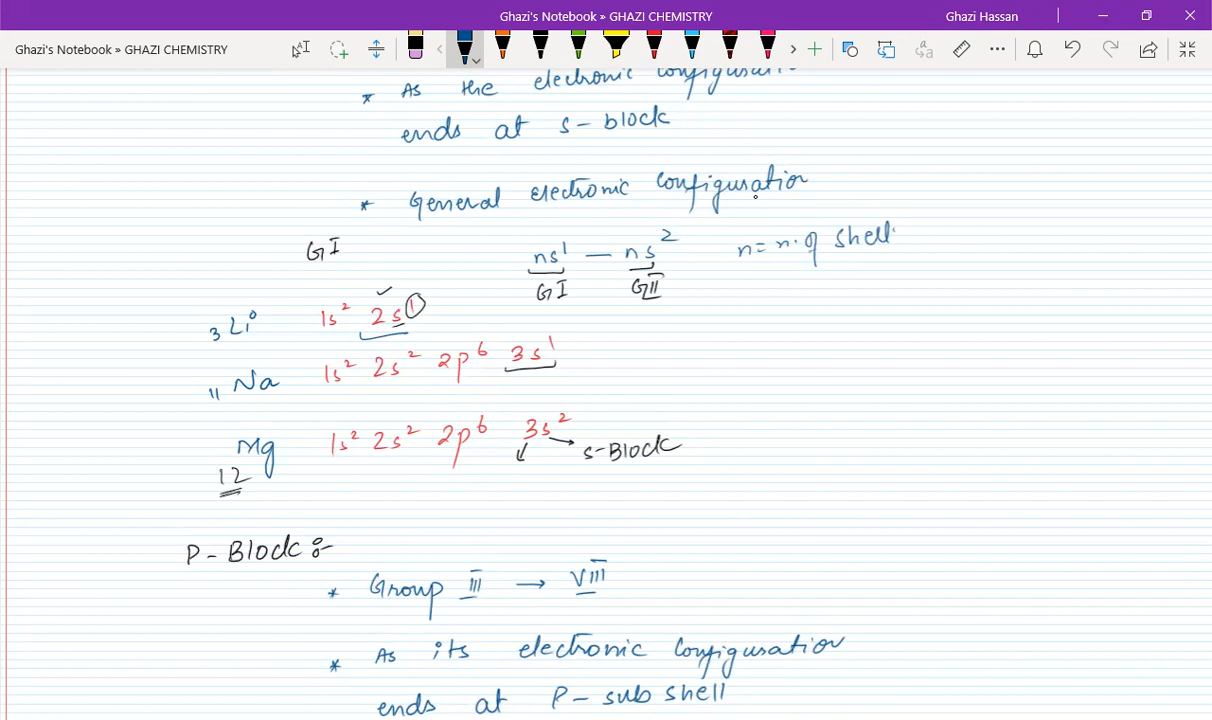 Ghazi's Notebook » GHAZI CHEMISTRY
Ghazi Hassan
Ghazi's Notebook » GHAZI CHEMISTRY
* As the electronic configuration
ends at s-block
* General electronic configuration
GI
ns¹ — ns² n= n. of shell
GI GII
₃Li 1s² 2s¹
₁₁Na 1s² 2s² 2p⁶ 3s¹
Mg 1s² 2s² 2p⁶ 3s²
s-Block
12
P-Block :-
* Group III → VIII
* As its electronic configuration
ends at P-sub shell